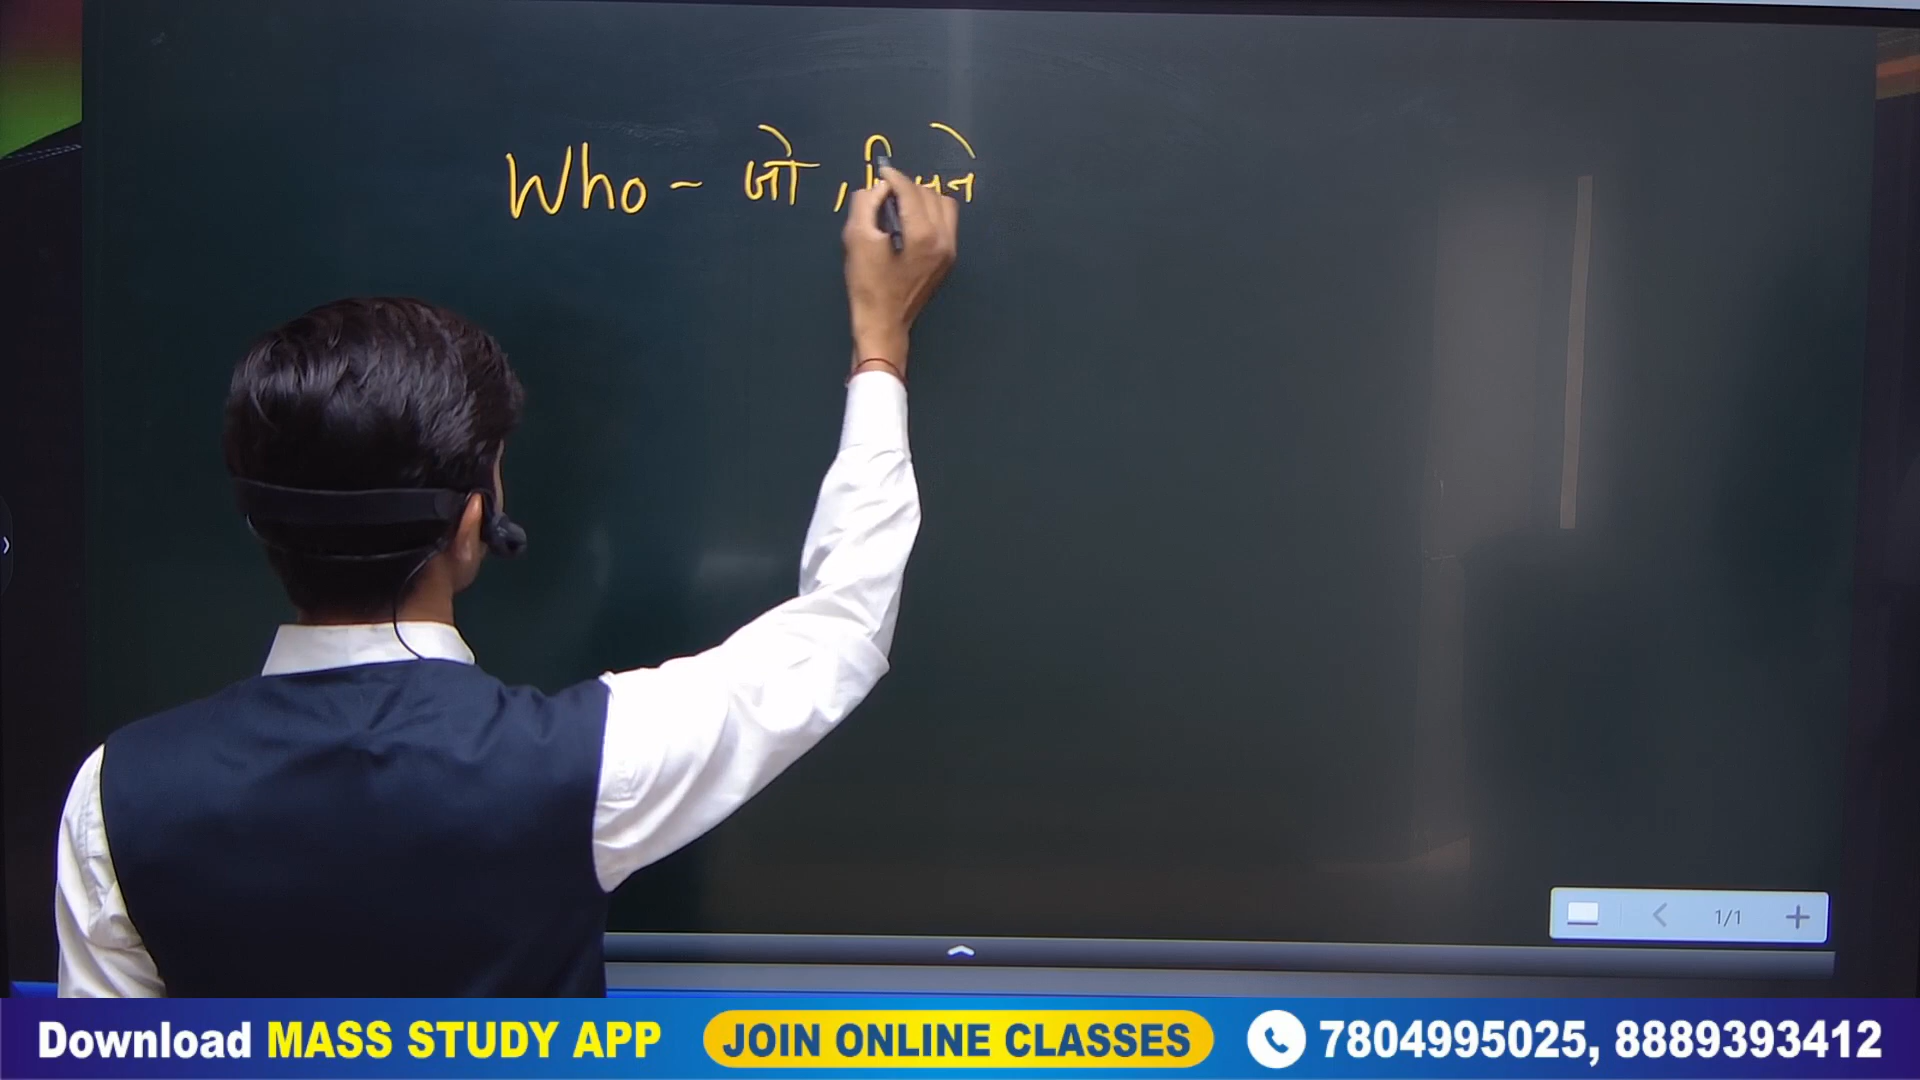 Who - जो,
1/1
Download MASS STUDY APP JOIN ONLINE CLASSES 7804995025, 8889393412